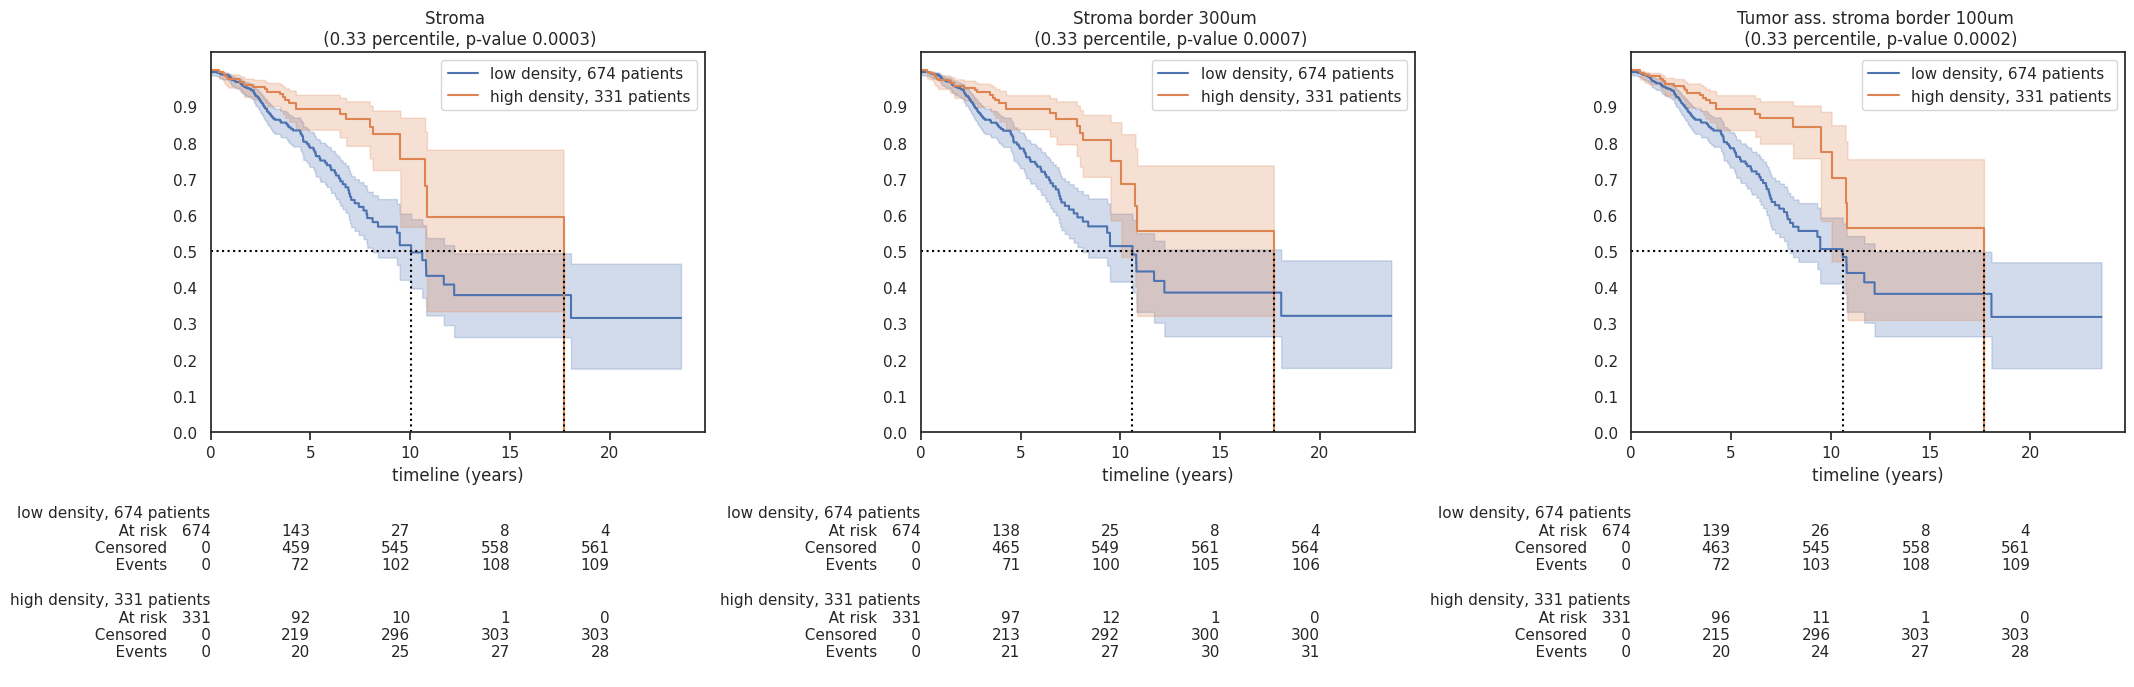 Stroma
(0.33 percentile, p-value 0.0003)
low density, 674 patients
high density, 331 patients
0.9
0.8
0.7
0.6
0.5
0.4
0.3
0.2
0.1
0.0
0 5 10 15 20
timeline (years)
low density, 674 patients
At risk 674 143 27 8 4
Censored 0 459 545 558 561
Events 0 72 102 108 109
high density, 331 patients
At risk 331 92 10 1 0
Censored 0 219 296 303 303
Events 0 20 25 27 28
Stroma border 300um
(0.33 percentile, p-value 0.0007)
low density, 674 patients
high density, 331 patients
0.9
0.8
0.7
0.6
0.5
0.4
0.3
0.2
0.1
0.0
0 5 10 15 20
timeline (years)
low density, 674 patients
At risk 674 138 25 8 4
Censored 0 465 549 561 564
Events 0 71 100 105 106
high density, 331 patients
At risk 331 97 12 1 0
Censored 0 213 292 300 300
Events 0 21 27 30 31
Tumor ass. stroma border 100um
(0.33 percentile, p-value 0.0002)
low density, 674 patients
high density, 331 patients
0.9
0.8
0.7
0.6
0.5
0.4
0.3
0.2
0.1
0.0
0 5 10 15 20
timeline (years)
low density, 674 patients
At risk 674 139 26 8 4
Censored 0 463 545 558 561
Events 0 72 103 108 109
high density, 331 patients
At risk 331 96 11 1 0
Censored 0 215 296 303 303
Events 0 20 24 27 28